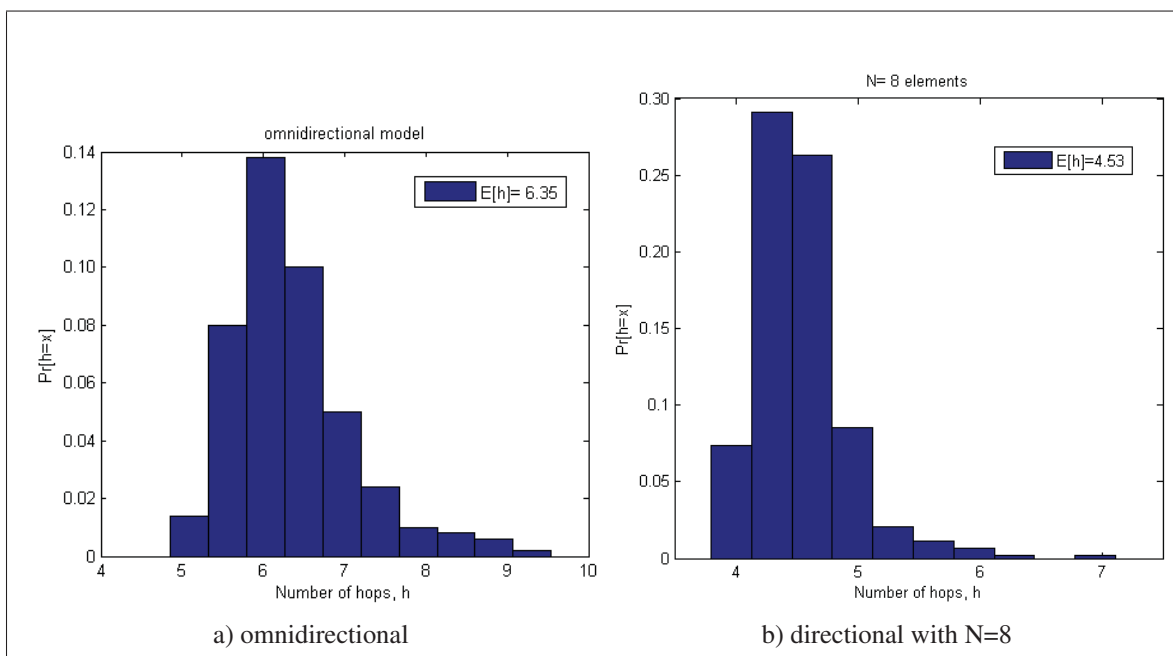 omnidirectional model
E[h]= 6.35
Pr[h=x]
0.14
0.12
0.10
0.08
0.06
0.04
0.02
0
4 5 6 7 8 9 10
Number of hops, h
a) omnidirectional
N= 8 elements
E[h]=4.53
Pr[h=x]
0.30
0.25
0.20
0.15
0.1
0.05
0
4 5 6 7
Number of hops, h
b) directional with N=8